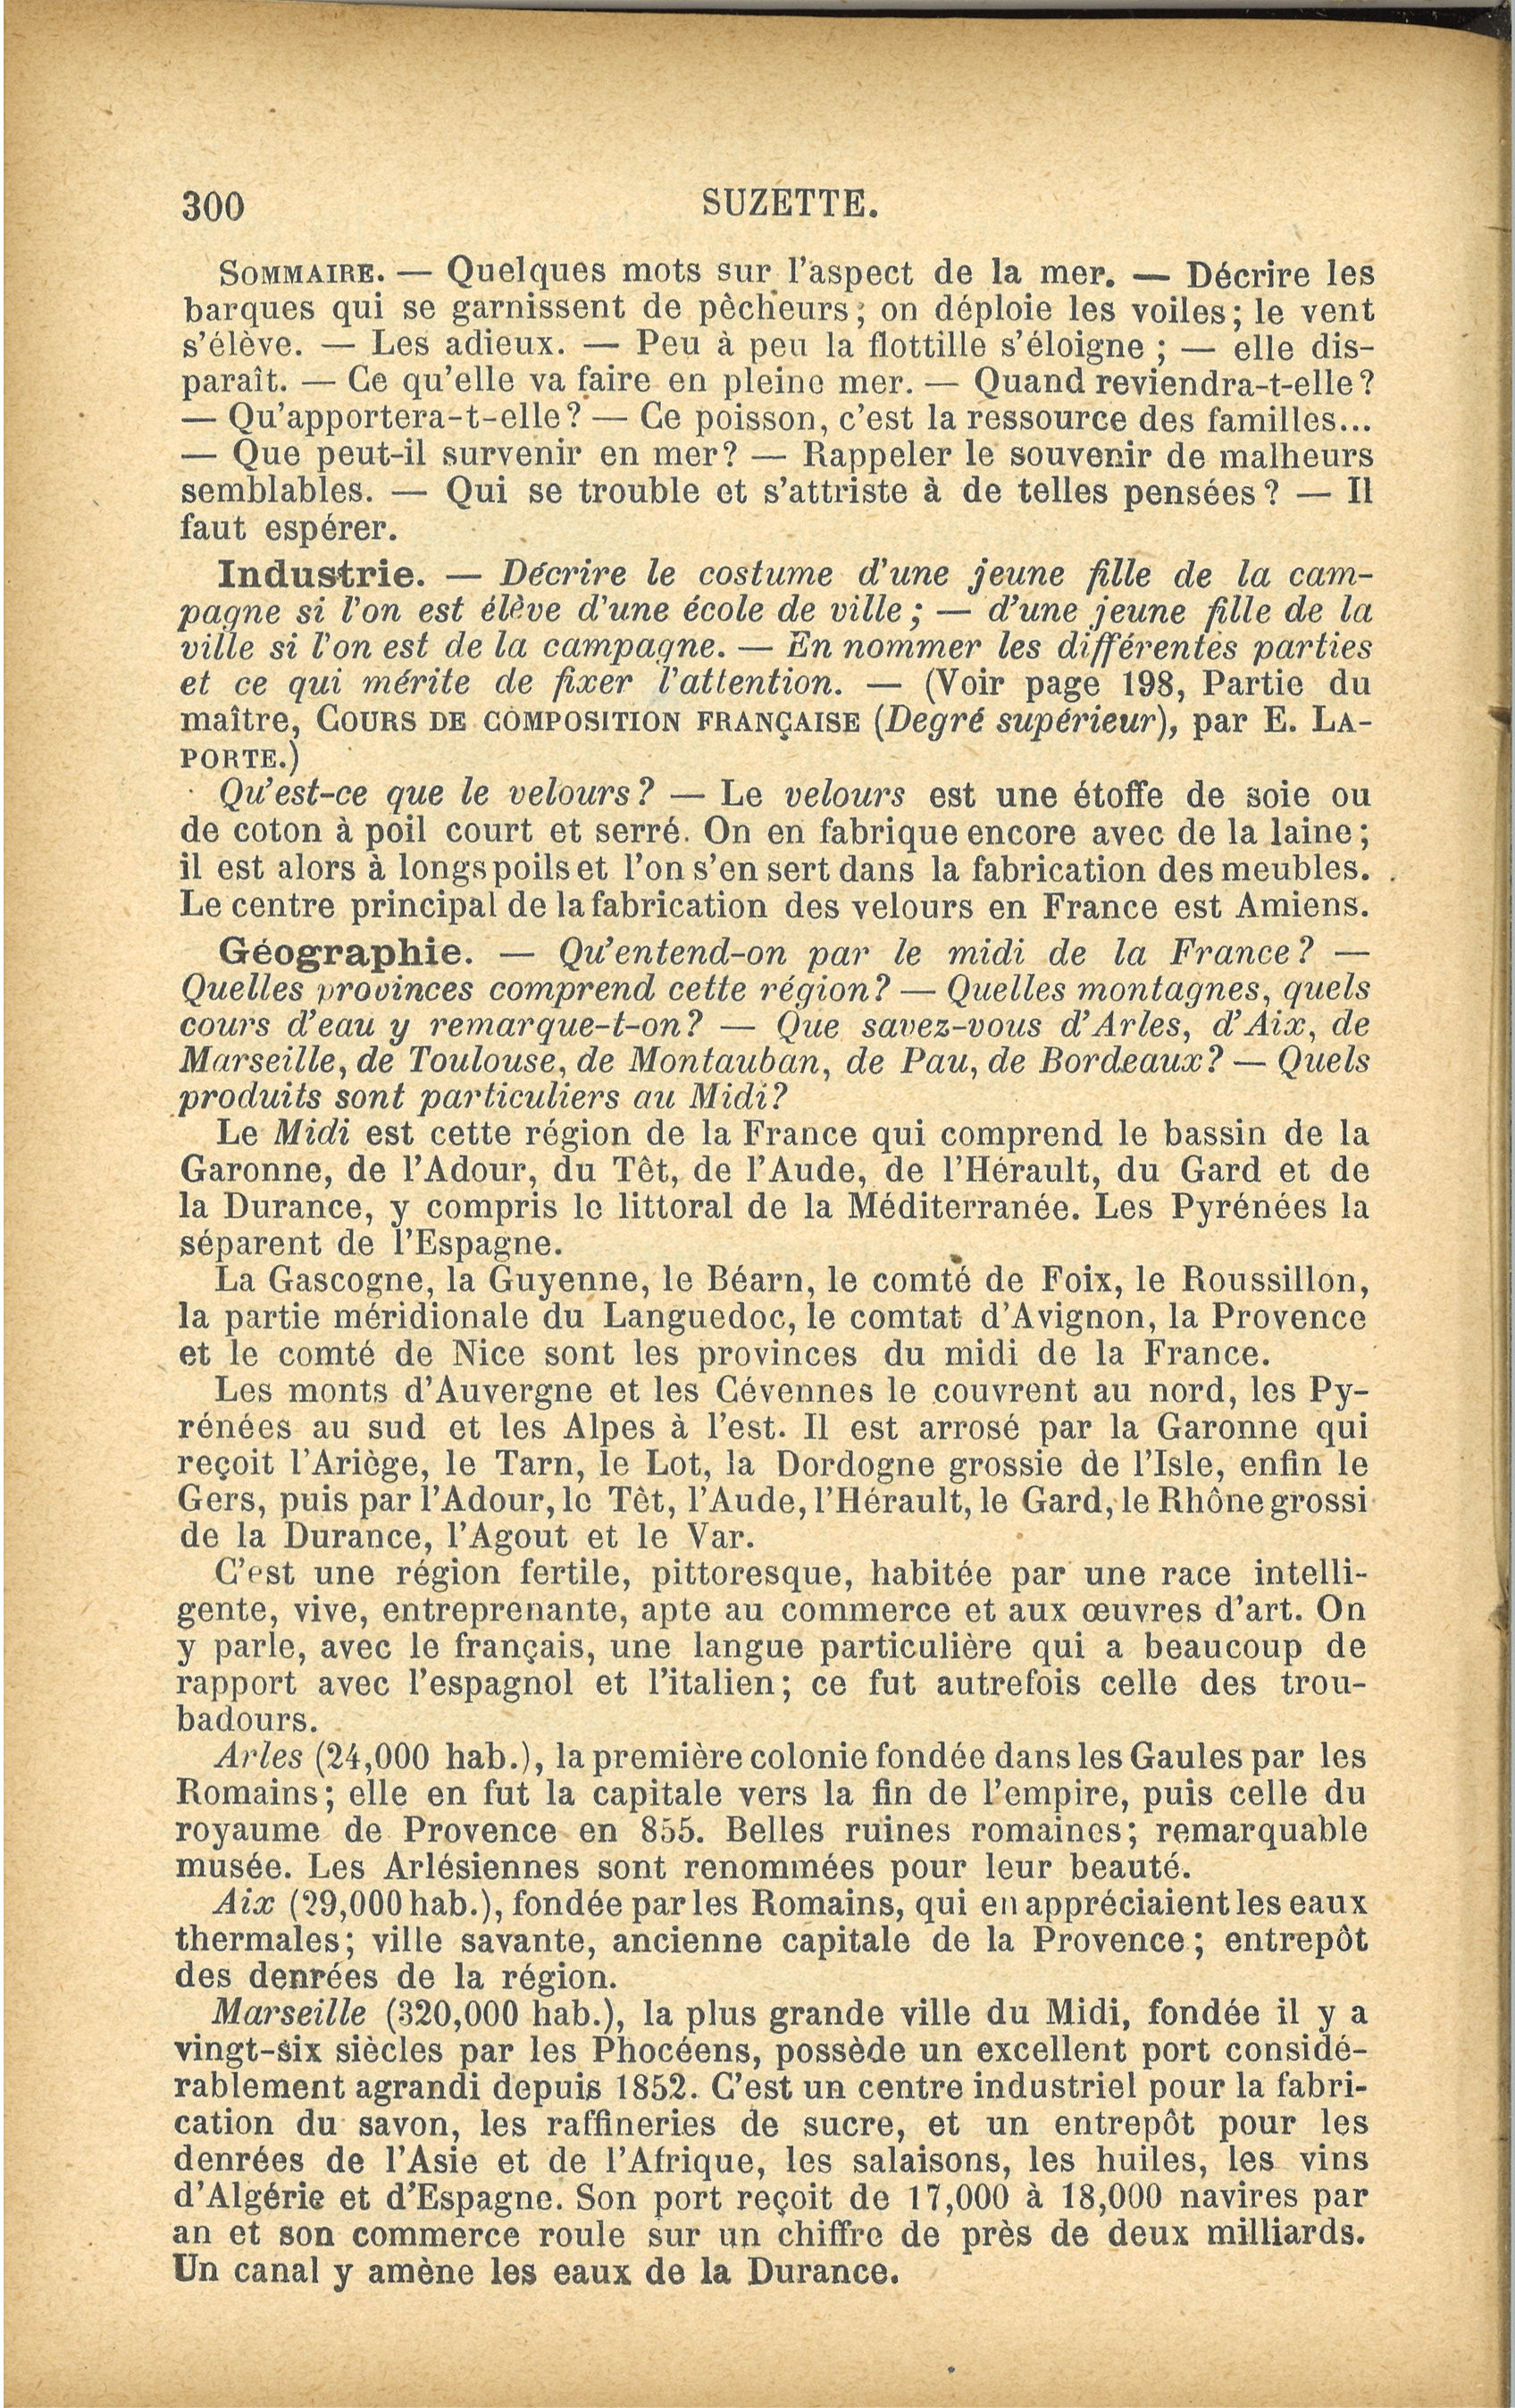 300 SUZETTE.
SOMMAIRE. — Quelques mots sur l'aspect de la mer. — Décrire les
barques qui se garnissent de pêcheurs; on déploie les voiles; le vent
s'élève. — Les adieux. — Peu à peu la flottille s'éloigne ; — elle dis-
paraît. — Ce qu'elle va faire en pleine mer. — Quand reviendra-t-elle?
— Qu'apportera-t-elle? — Ce poisson, c'est la ressource des familles...
— Que peut-il survenir en mer? — Rappeler le souvenir de malheurs
semblables. — Qui se trouble et s'attriste à de telles pensées? — Il
faut espérer.
Industrie. — Décrire le costume d'une jeune fille de la cam-
pagne si l'on est élève d'une école de ville; — d'une jeune fille de la
ville si l'on est de la campagne. — En nommer les différentes parties
et ce qui mérite de fixer l'attention. — (Voir page 198, Partie du
maître, COURS DE COMPOSITION FRANÇAISE (Degré supérieur), par E. LA-
PORTE.)
Qu'est-ce que le velours? — Le velours est une étoffe de soie ou
de coton à poil court et serré. On en fabrique encore avec de la laine;
il est alors à longs poils et l'on s'en sert dans la fabrication des meubles.
Le centre principal de la fabrication des velours en France est Amiens.
Géographie. — Qu'entend-on par le midi de la France? —
Quelles provinces comprend cette région? — Quelles montagnes, quels
cours d'eau y remarque-t-on? — Que savez-vous d'Arles, d'Aix, de
Marseille, de Toulouse, de Montauban, de Pau, de Bordeaux? — Quels
produits sont particuliers au Midi?
Le Midi est cette région de la France qui comprend le bassin de la
Garonne, de l'Adour, du Têt, de l'Aude, de l'Hérault, du Gard et de
la Durance, y compris le littoral de la Méditerranée. Les Pyrénées la
séparent de l'Espagne.
La Gascogne, la Guyenne, le Béarn, le comté de Foix, le Roussillon,
la partie méridionale du Languedoc, le comtat d'Avignon, la Provence
et le comté de Nice sont les provinces du midi de la France.
Les monts d'Auvergne et les Cévennes le couvrent au nord, les Py-
rénées au sud et les Alpes à l'est. Il est arrosé par la Garonne qui
reçoit l'Ariège, le Tarn, le Lot, la Dordogne grossie de l'Isle, enfin le
Gers, puis par l'Adour, le Têt, l'Aude, l'Hérault, le Gard, le Rhône grossi
de la Durance, l'Agout et le Var.
C'est une région fertile, pittoresque, habitée par une race intelli-
gente, vive, entreprenante, apte au commerce et aux œuvres d'art. On
y parle, avec le français, une langue particulière qui a beaucoup de
rapport avec l'espagnol et l'italien; ce fut autrefois celle des trou-
badours.
Arles (24,000 hab.), la première colonie fondée dans les Gaules par les
Romains; elle en fut la capitale vers la fin de l'empire, puis celle du
royaume de Provence en 855. Belles ruines romaines; remarquable
musée. Les Arlésiennes sont renommées pour leur beauté.
Aix (29,000 hab.), fondée par les Romains, qui en appréciaient les eaux
thermales; ville savante, ancienne capitale de la Provence; entrepôt
des denrées de la région.
Marseille (320,000 hab.), la plus grande ville du Midi, fondée il y a
vingt-six siècles par les Phocéens, possède un excellent port considé-
rablement agrandi depuis 1852. C'est un centre industriel pour la fabri-
cation du savon, les raffineries de sucre, et un entrepôt pour les
denrées de l'Asie et de l'Afrique, les salaisons, les huiles, les vins
d'Algérie et d'Espagne. Son port reçoit de 17,000 à 18,000 navires par
an et son commerce roule sur un chiffre de près de deux milliards.
Un canal y amène les eaux de la Durance.